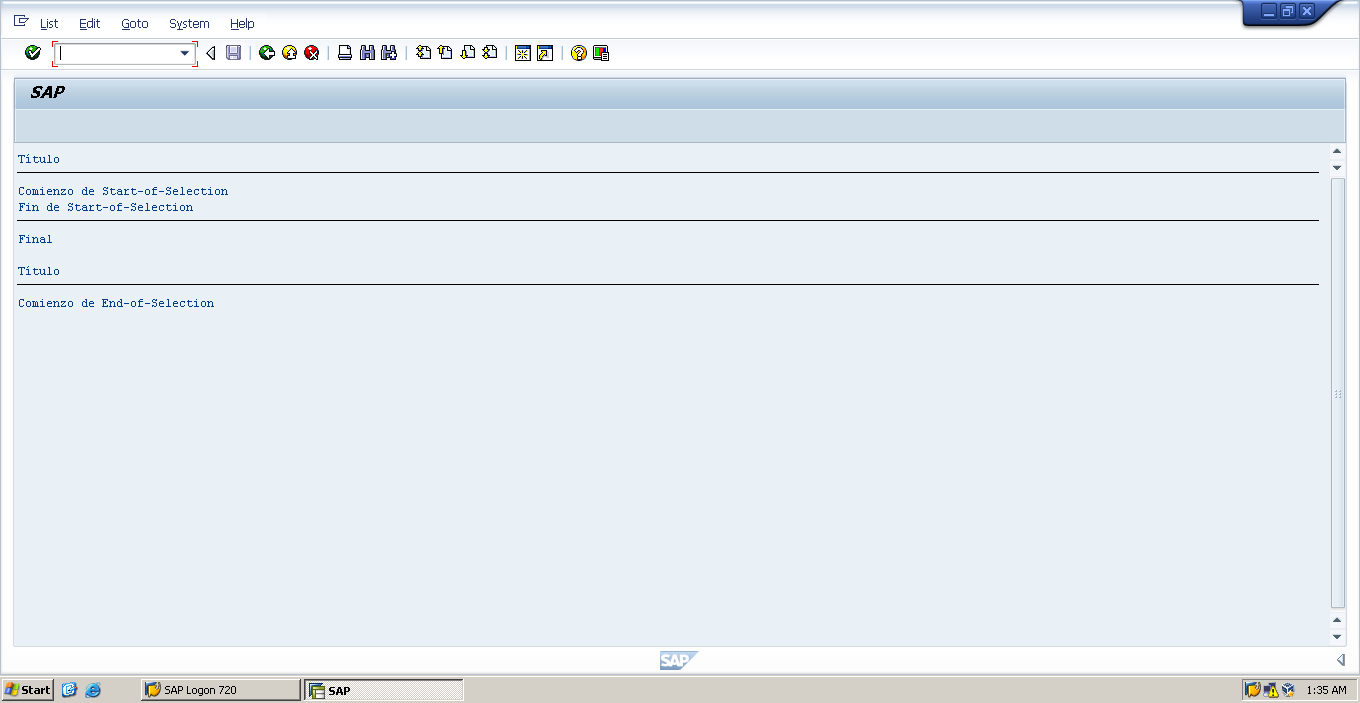 List Edit Goto System Help
SAP
Título
Comienzo de Start-of-Selection
Fin de Start-of-Selection
Final
Título
Comienzo de End-of-Selection
SAP
Start SAP Logon 720 SAP 1:35 AM